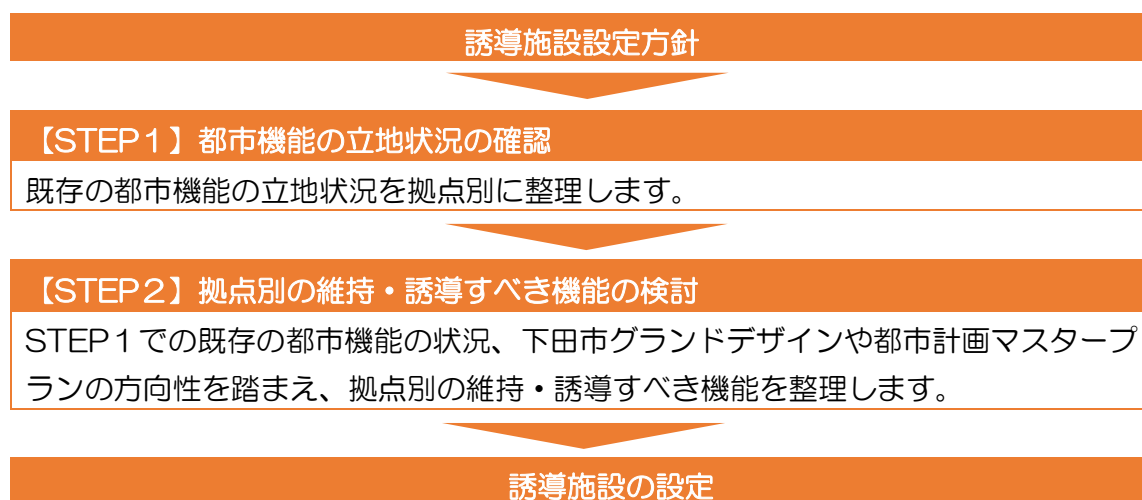 誘導施設設定方針
【STEP1】都市機能の立地状況の確認
既存の都市機能の立地状況を拠点別に整理します。
【STEP2】拠点別の維持・誘導すべき機能の検討
STEP1での既存の都市機能の状況、下田市グランドデザインや都市計画マスタープ
ランの方向性を踏まえ、拠点別の維持・誘導すべき機能を整理します。
誘導施設の設定